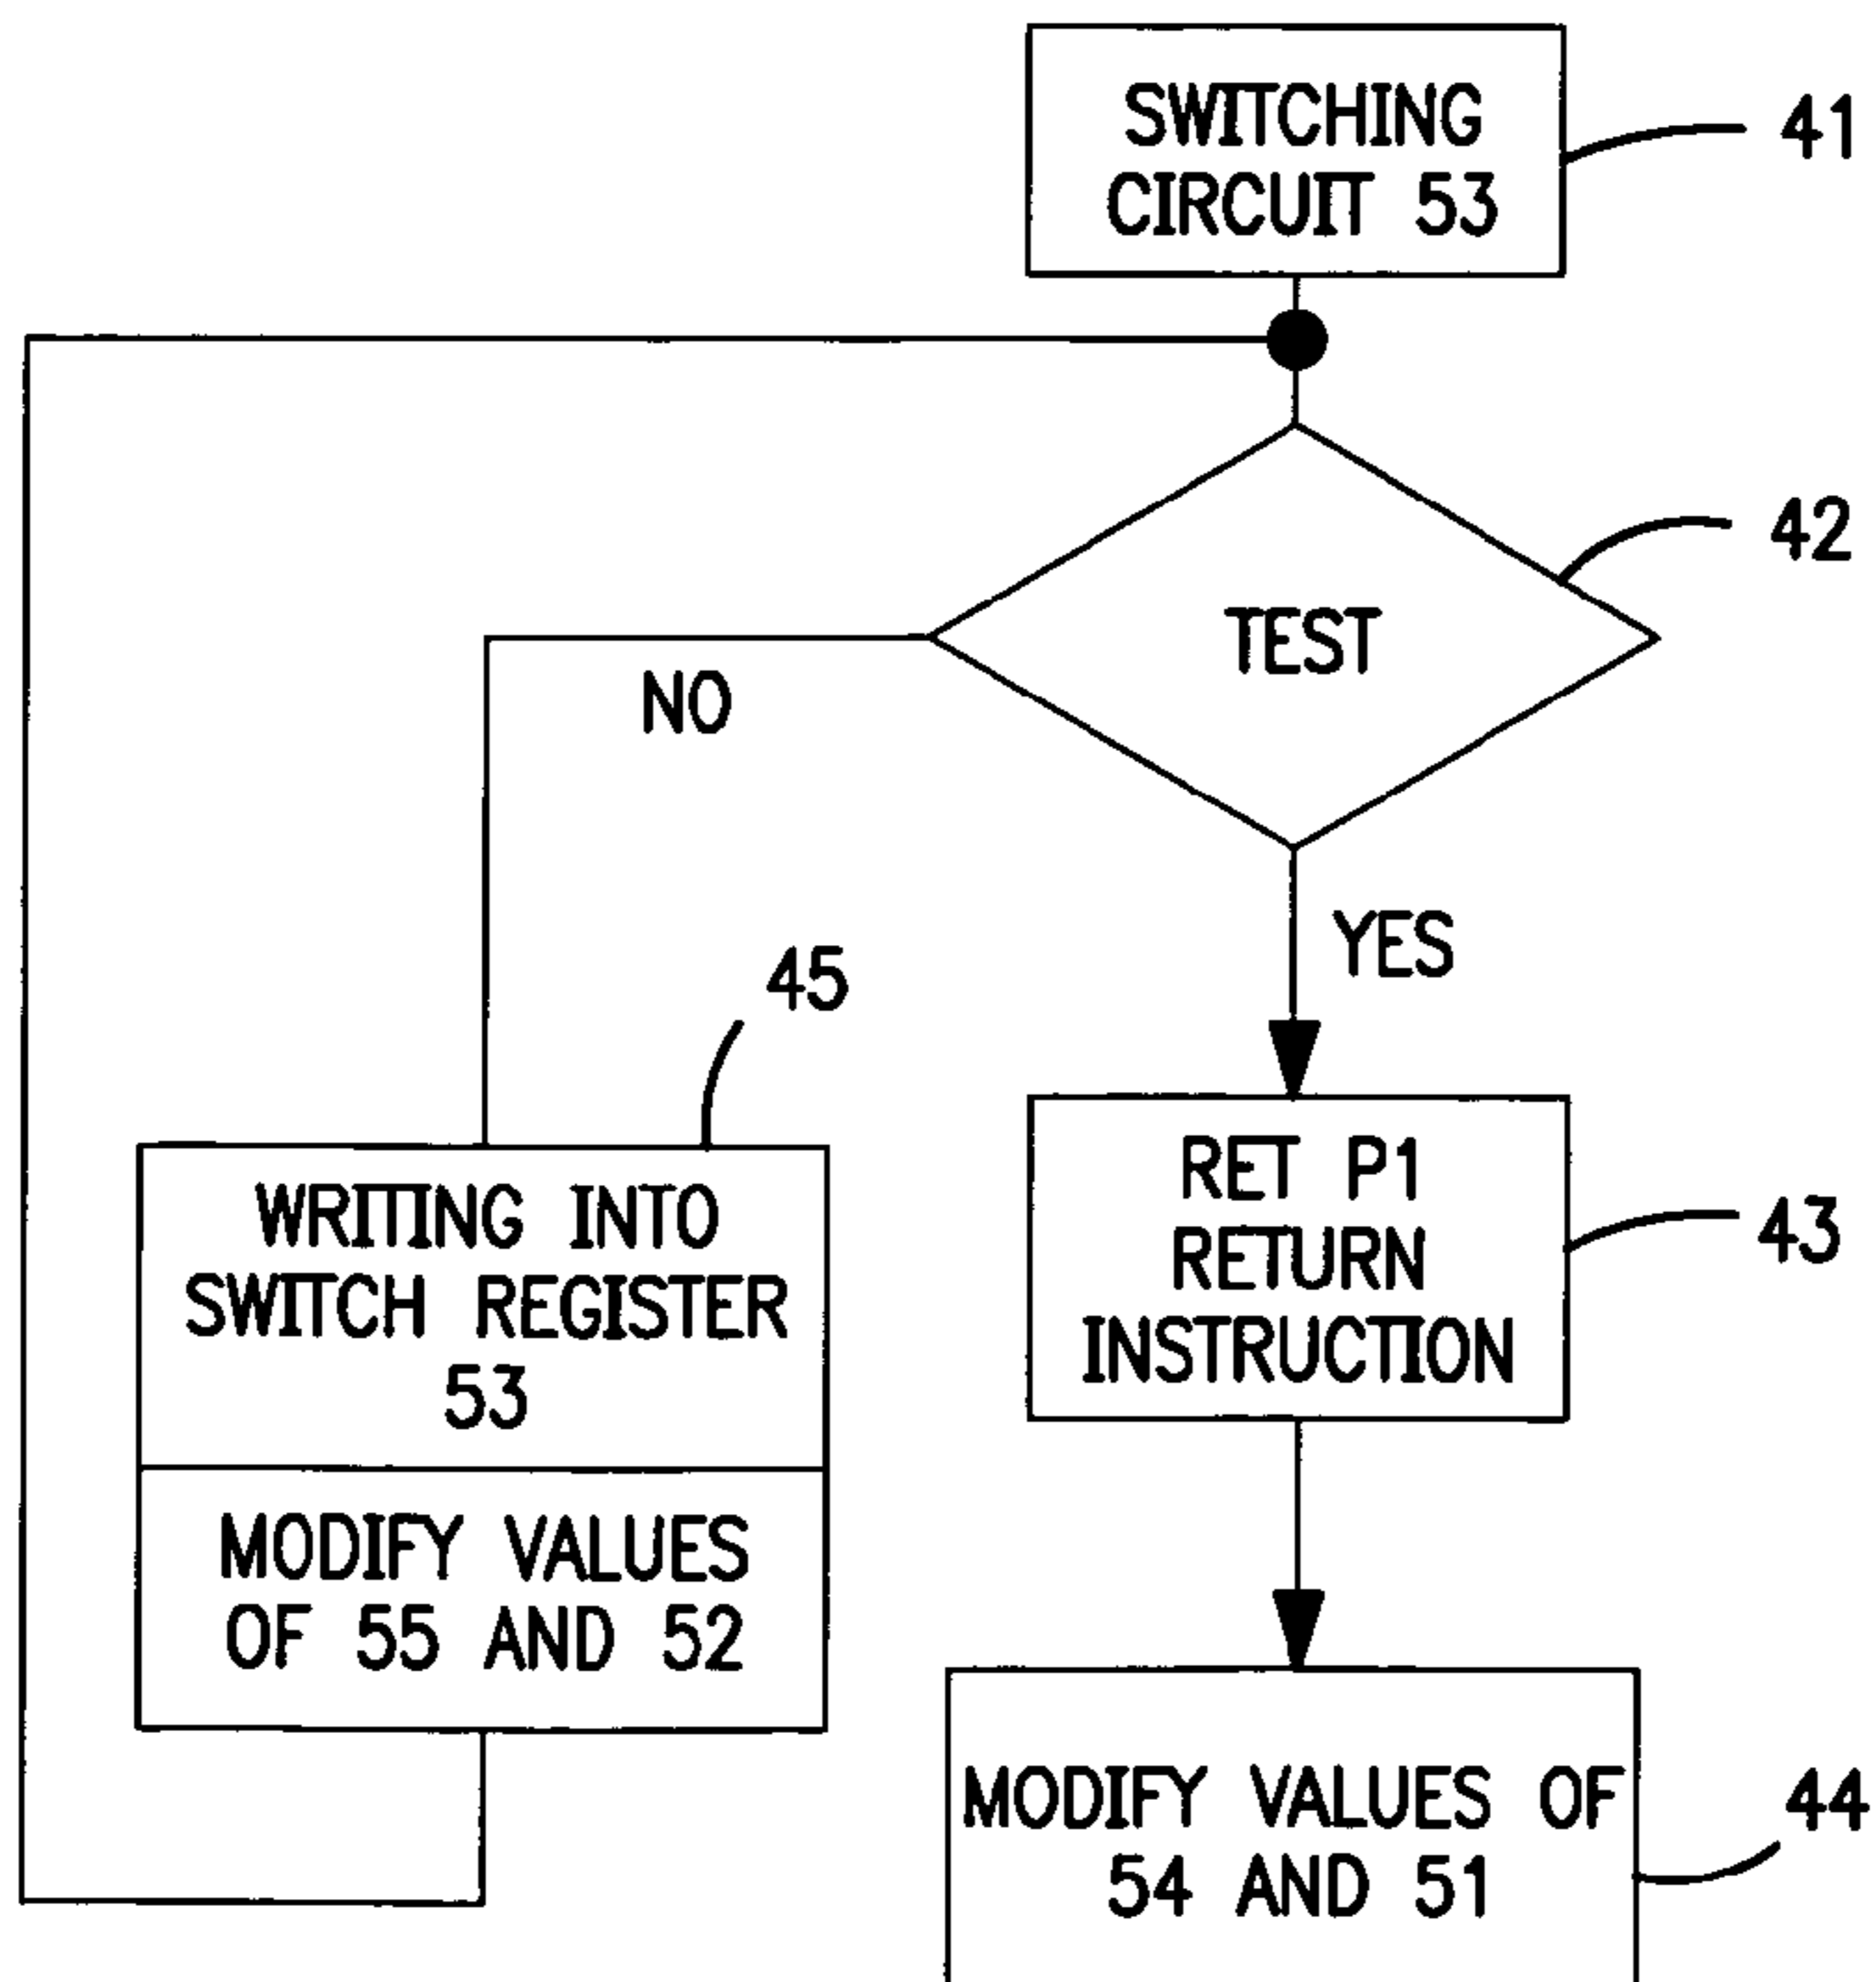 SWITCHING
CIRCUIT 53
41
42
TEST
NO
YES
45
WRITING INTO
SWITCH REGISTER
53
MODIFY VALUES
OF 55 AND 52
RET P1
RETURN
INSTRUCTION
43
MODIFY VALUES OF
54 AND 51
44